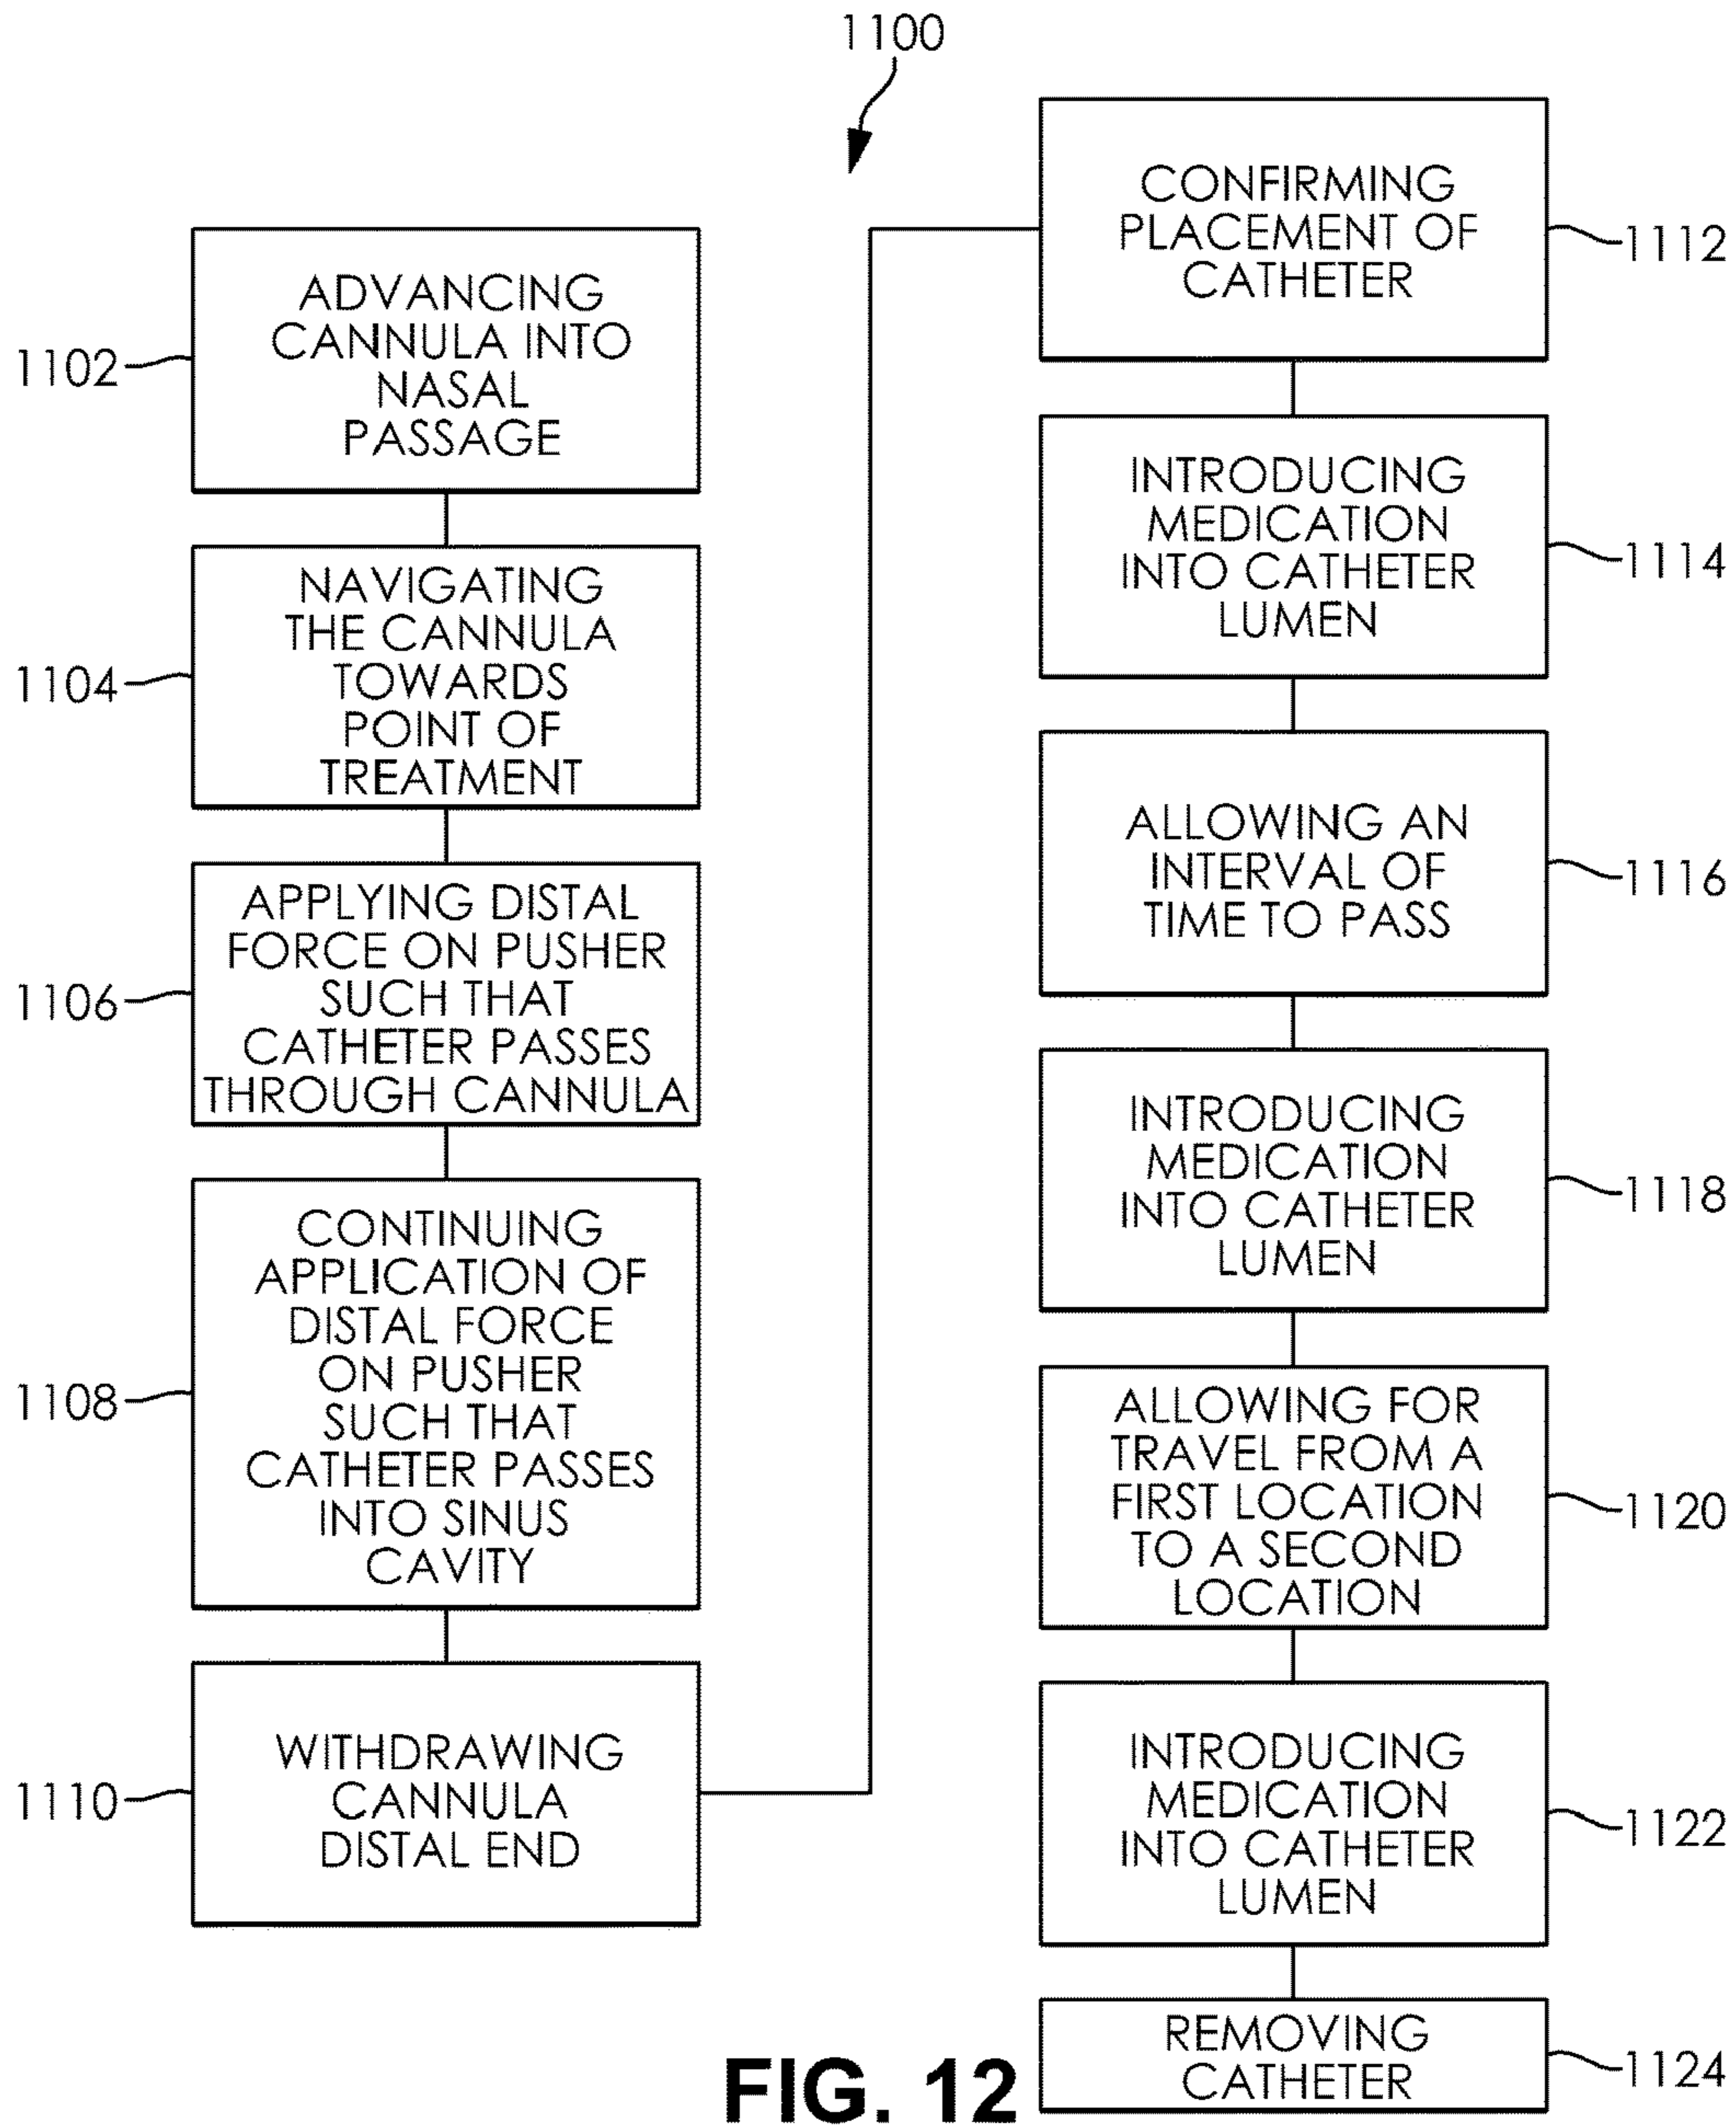 1100
1102
ADVANCING
CANNULA INTO
NASAL
PASSAGE
1104
NAVIGATING
THE CANNULA
TOWARDS
POINT OF
TREATMENT
1106
APPLYING DISTAL
FORCE ON PUSHER
SUCH THAT
CATHETER PASSES
THROUGH CANNULA
1108
CONTINUING
APPLICATION OF
DISTAL FORCE
ON PUSHER
SUCH THAT
CATHETER PASSES
INTO SINUS
CAVITY
1110
WITHDRAWING
CANNULA
DISTAL END
CONFIRMING
PLACEMENT OF
CATHETER
1112
INTRODUCING
MEDICATION
INTO CATHETER
LUMEN
1114
ALLOWING AN
INTERVAL OF
TIME TO PASS
1116
INTRODUCING
MEDICATION
INTO CATHETER
LUMEN
1118
ALLOWING FOR
TRAVEL FROM A
FIRST LOCATION
TO A SECOND
LOCATION
1120
INTRODUCING
MEDICATION
INTO CATHETER
LUMEN
1122
REMOVING
CATHETER
1124
FIG. 12